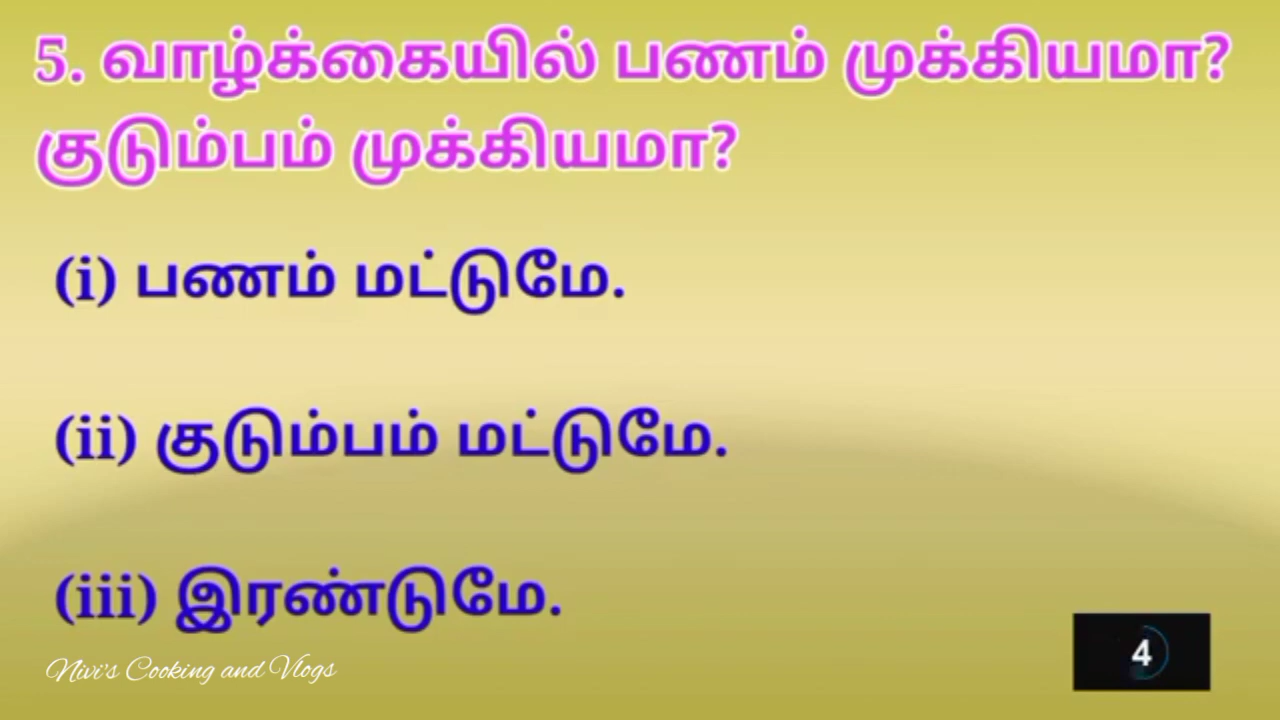 5. வாழ்க்கையில் பணம் முக்கியமா?
குடும்பம் முக்கியமா?
(i) பணம் மட்டுமே.
(ii) குடும்பம் மட்டுமே.
(iii) இரண்டுமே.
Nivi's Cooking and Vlogs
4